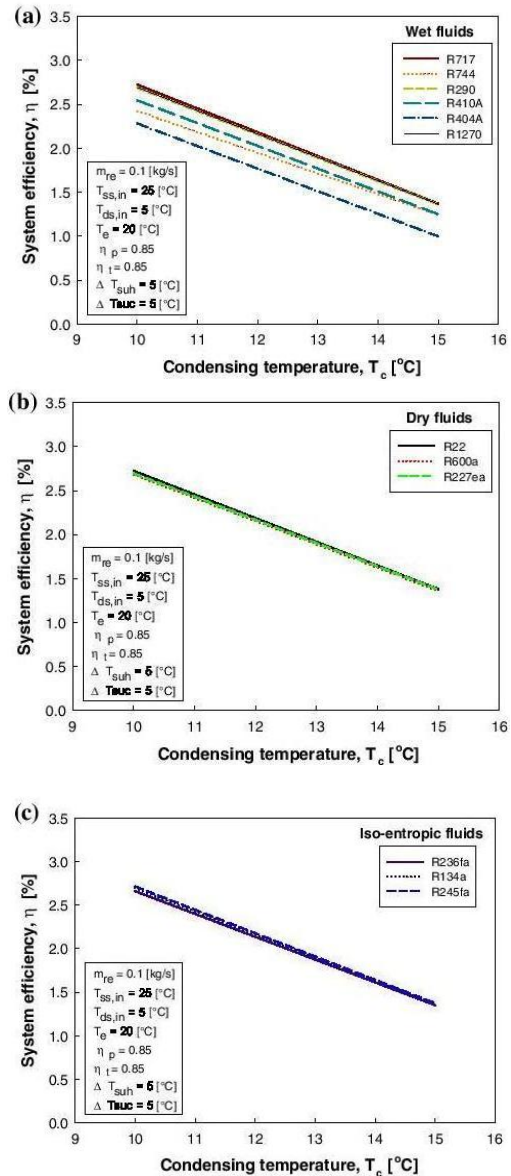 (a)
Wet fluids
R717
R744
R290
R410A
R404A
R1270
System efficiency, η [%]
3.5
3.0
2.5
2.0
1.5
1.0
0.5
0.0
m_re = 0.1 [kg/s]
T_ss,in = 25 [°C]
T_ds,in = 5 [°C]
T_e = 20 [°C]
η_p = 0.85
η_t = 0.85
Δ T_suh = 5 [°C]
Δ Tsuc = 5 [°C]
9 10 11 12 13 14 15 16
Condensing temperature, T_c [°C]
(b)
Dry fluids
R22
R600a
R227ea
System efficiency, η [%]
3.5
3.0
2.5
2.0
1.5
1.0
0.5
0.0
m_re = 0.1 [kg/s]
T_ss,in = 25 [°C]
T_ds,in = 5 [°C]
T_e = 20 [°C]
η_p = 0.85
η_t = 0.85
Δ T_suh = 5 [°C]
Δ Tsuc = 5 [°C]
9 10 11 12 13 14 15 16
Condensing temperature, T_c [°C]
(c)
Iso-entropic fluids
R236fa
R134a
R245fa
System efficiency, η [%]
3.5
3.0
2.5
2.0
1.5
1.0
0.5
0.0
m_re = 0.1 [kg/s]
T_ss,in = 25 [°C]
T_ds,in = 5 [°C]
T_e = 20 [°C]
η_p = 0.85
η_t = 0.85
Δ T_suh = 5 [°C]
Δ Tsuc = 5 [°C]
9 10 11 12 13 14 15 16
Condensing temperature, T_c [°C]